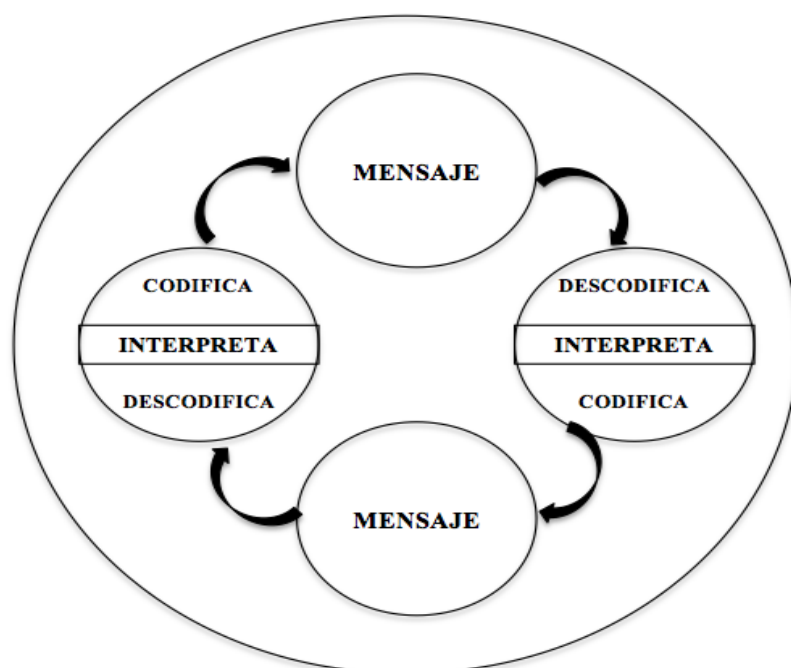 MENSAJE
CODIFICA
INTERPRETA
DESCODIFICA
DESCODIFICA
INTERPRETA
CODIFICA
MENSAJE